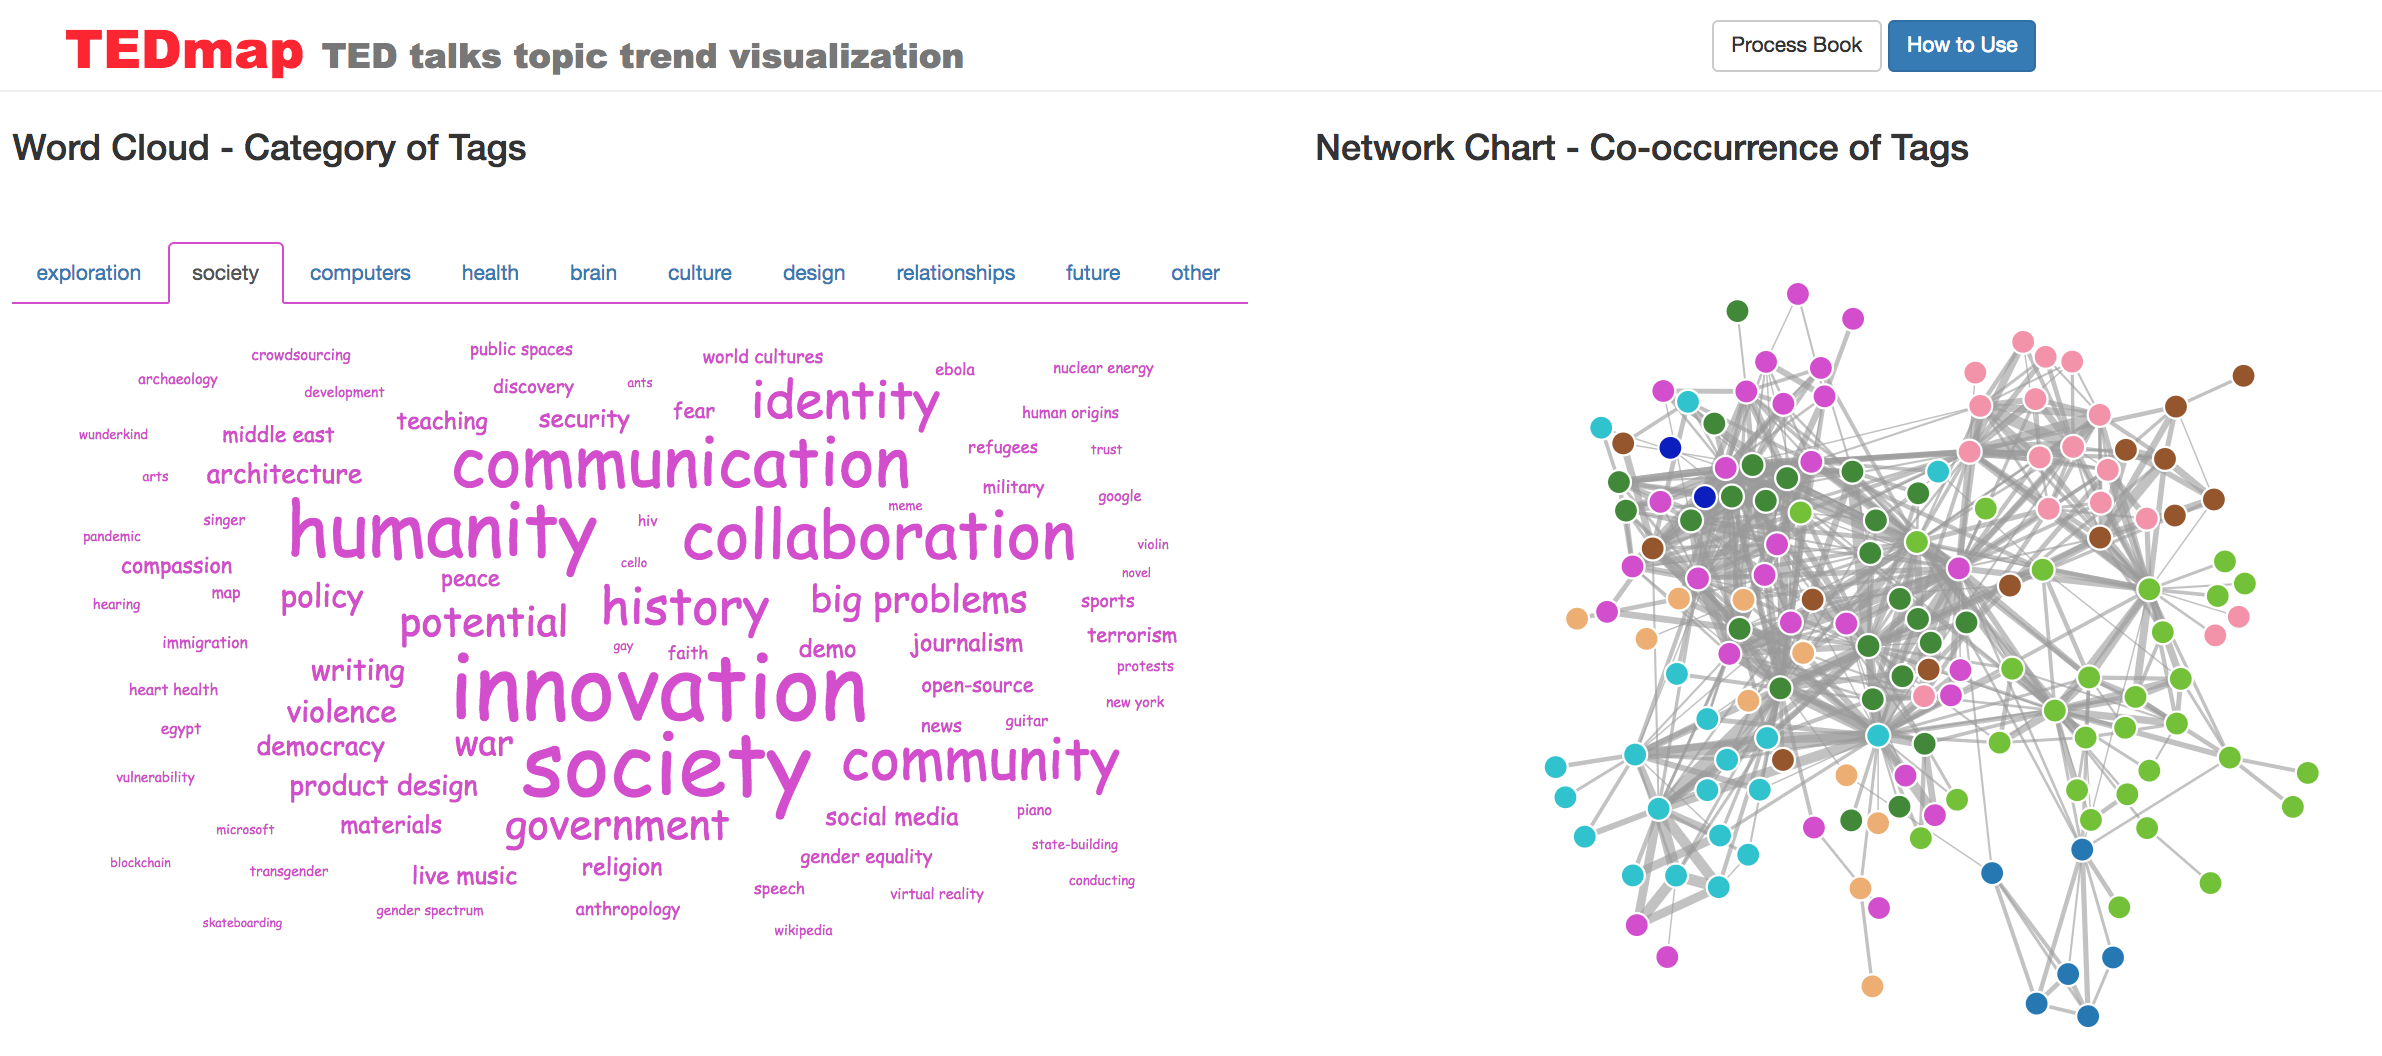 TEDmap TED talks topic trend visualization
Process Book
How to Use
Word Cloud - Category of Tags
Network Chart - Co-occurrence of Tags
exploration society computers health brain culture design relationships future other
crowdsourcing public spaces world cultures
archaeology development discovery ants identity ebola nuclear energy
teaching security fear human origins
wunderkind middle east communication refugees trust
arts architecture military google
singer humanity hiv meme collaboration
pandemic cello violin
compassion peace novel
hearing map policy potential history big problems sports
immigration gay faith demo journalism terrorism
writing innovation protests
heart health violence open-source new york
egypt news guitar
democracy war society community
vulnerability product design
microsoft materials government social media piano
blockchain transgender live music religion gender equality state-building
skateboarding gender spectrum anthropology speech virtual reality conducting
wikipedia